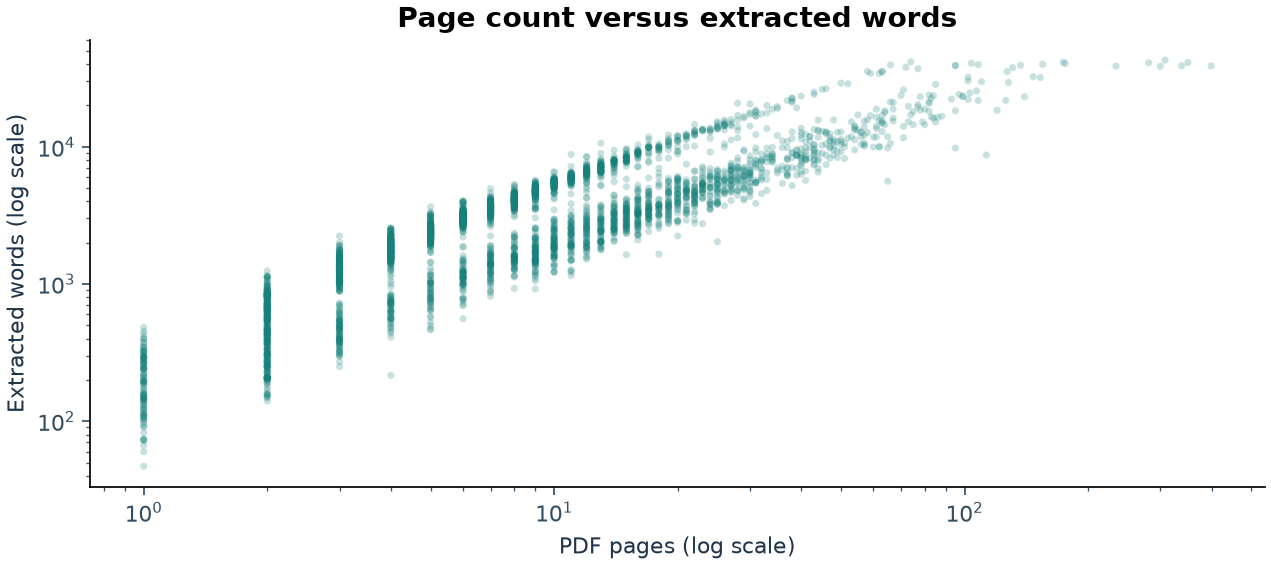 Page count versus extracted words
Extracted words (log scale)
10^4
10^3
10^2
10^0 10^1 10^2
PDF pages (log scale)